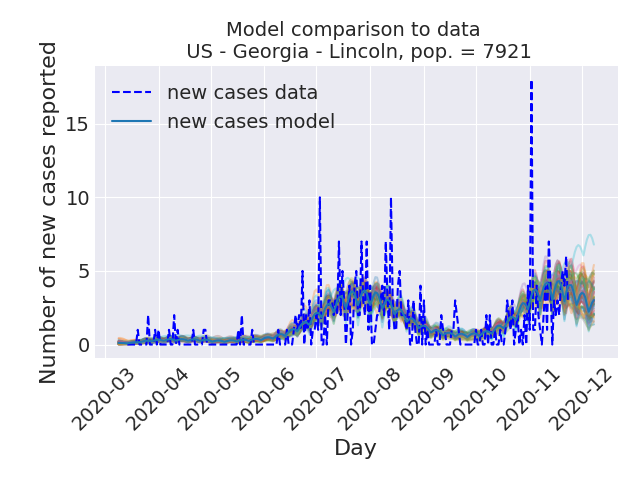 Model comparison to data
US - Georgia - Lincoln, pop. = 7921
Number of new cases reported
new cases data
new cases model
15
10
5
0
2020-03
2020-04
2020-05
2020-06
2020-07
2020-08
2020-09
2020-10
2020-11
2020-12
Day